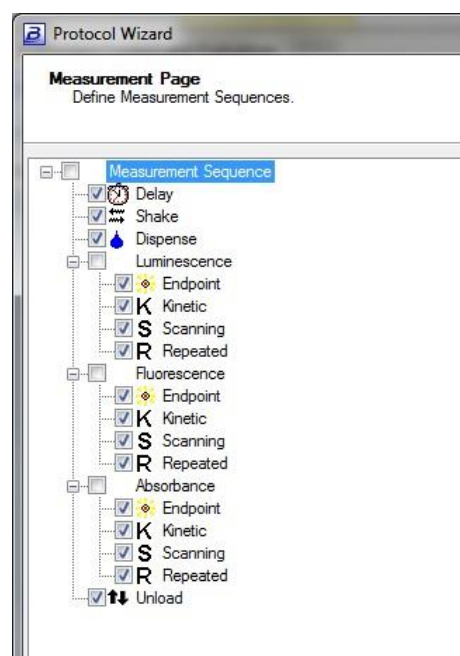 Protocol Wizard
Measurement Page
Define Measurement Sequences.
Measurement Sequence
Delay
Shake
Dispense
Luminescence
Endpoint
K Kinetic
S Scanning
R Repeated
Fluorescence
Endpoint
K Kinetic
S Scanning
R Repeated
Absorbance
Endpoint
K Kinetic
S Scanning
R Repeated
Unload